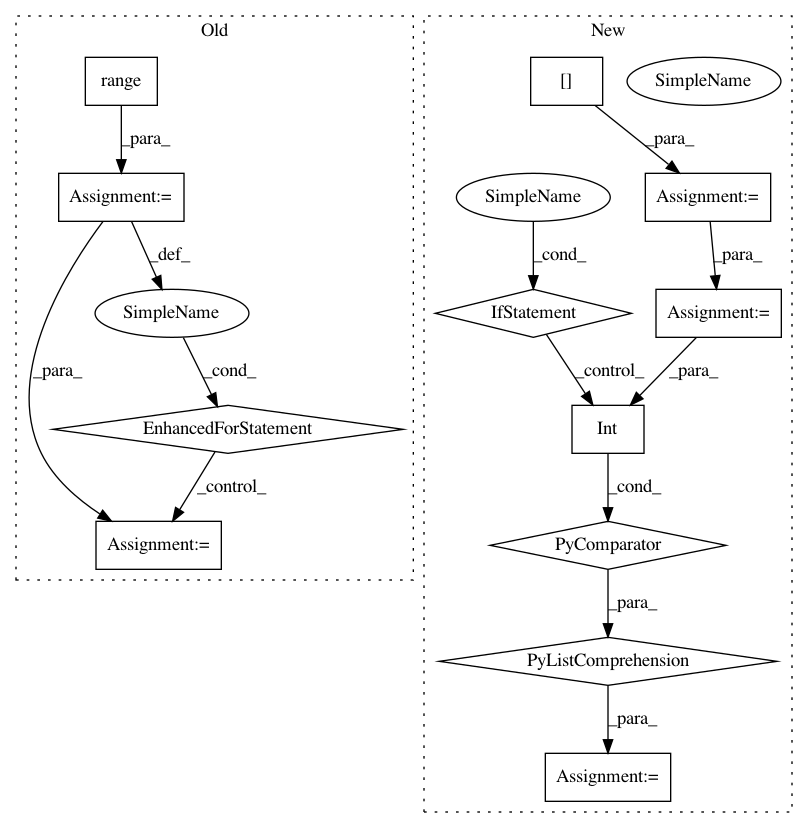 Old
New
range
[]
SimpleName
_para_
_para_
Assignment:=
SimpleName
Assignment:=
_def_
_cond_
_para_
SimpleName
IfStatement
Assignment:=
_para_
_cond_
_control_
_para_
EnhancedForStatement
Int
_control_
_cond_
Assignment:=
PyComparator
_para_
PyListComprehension
_para_
Assignment:=